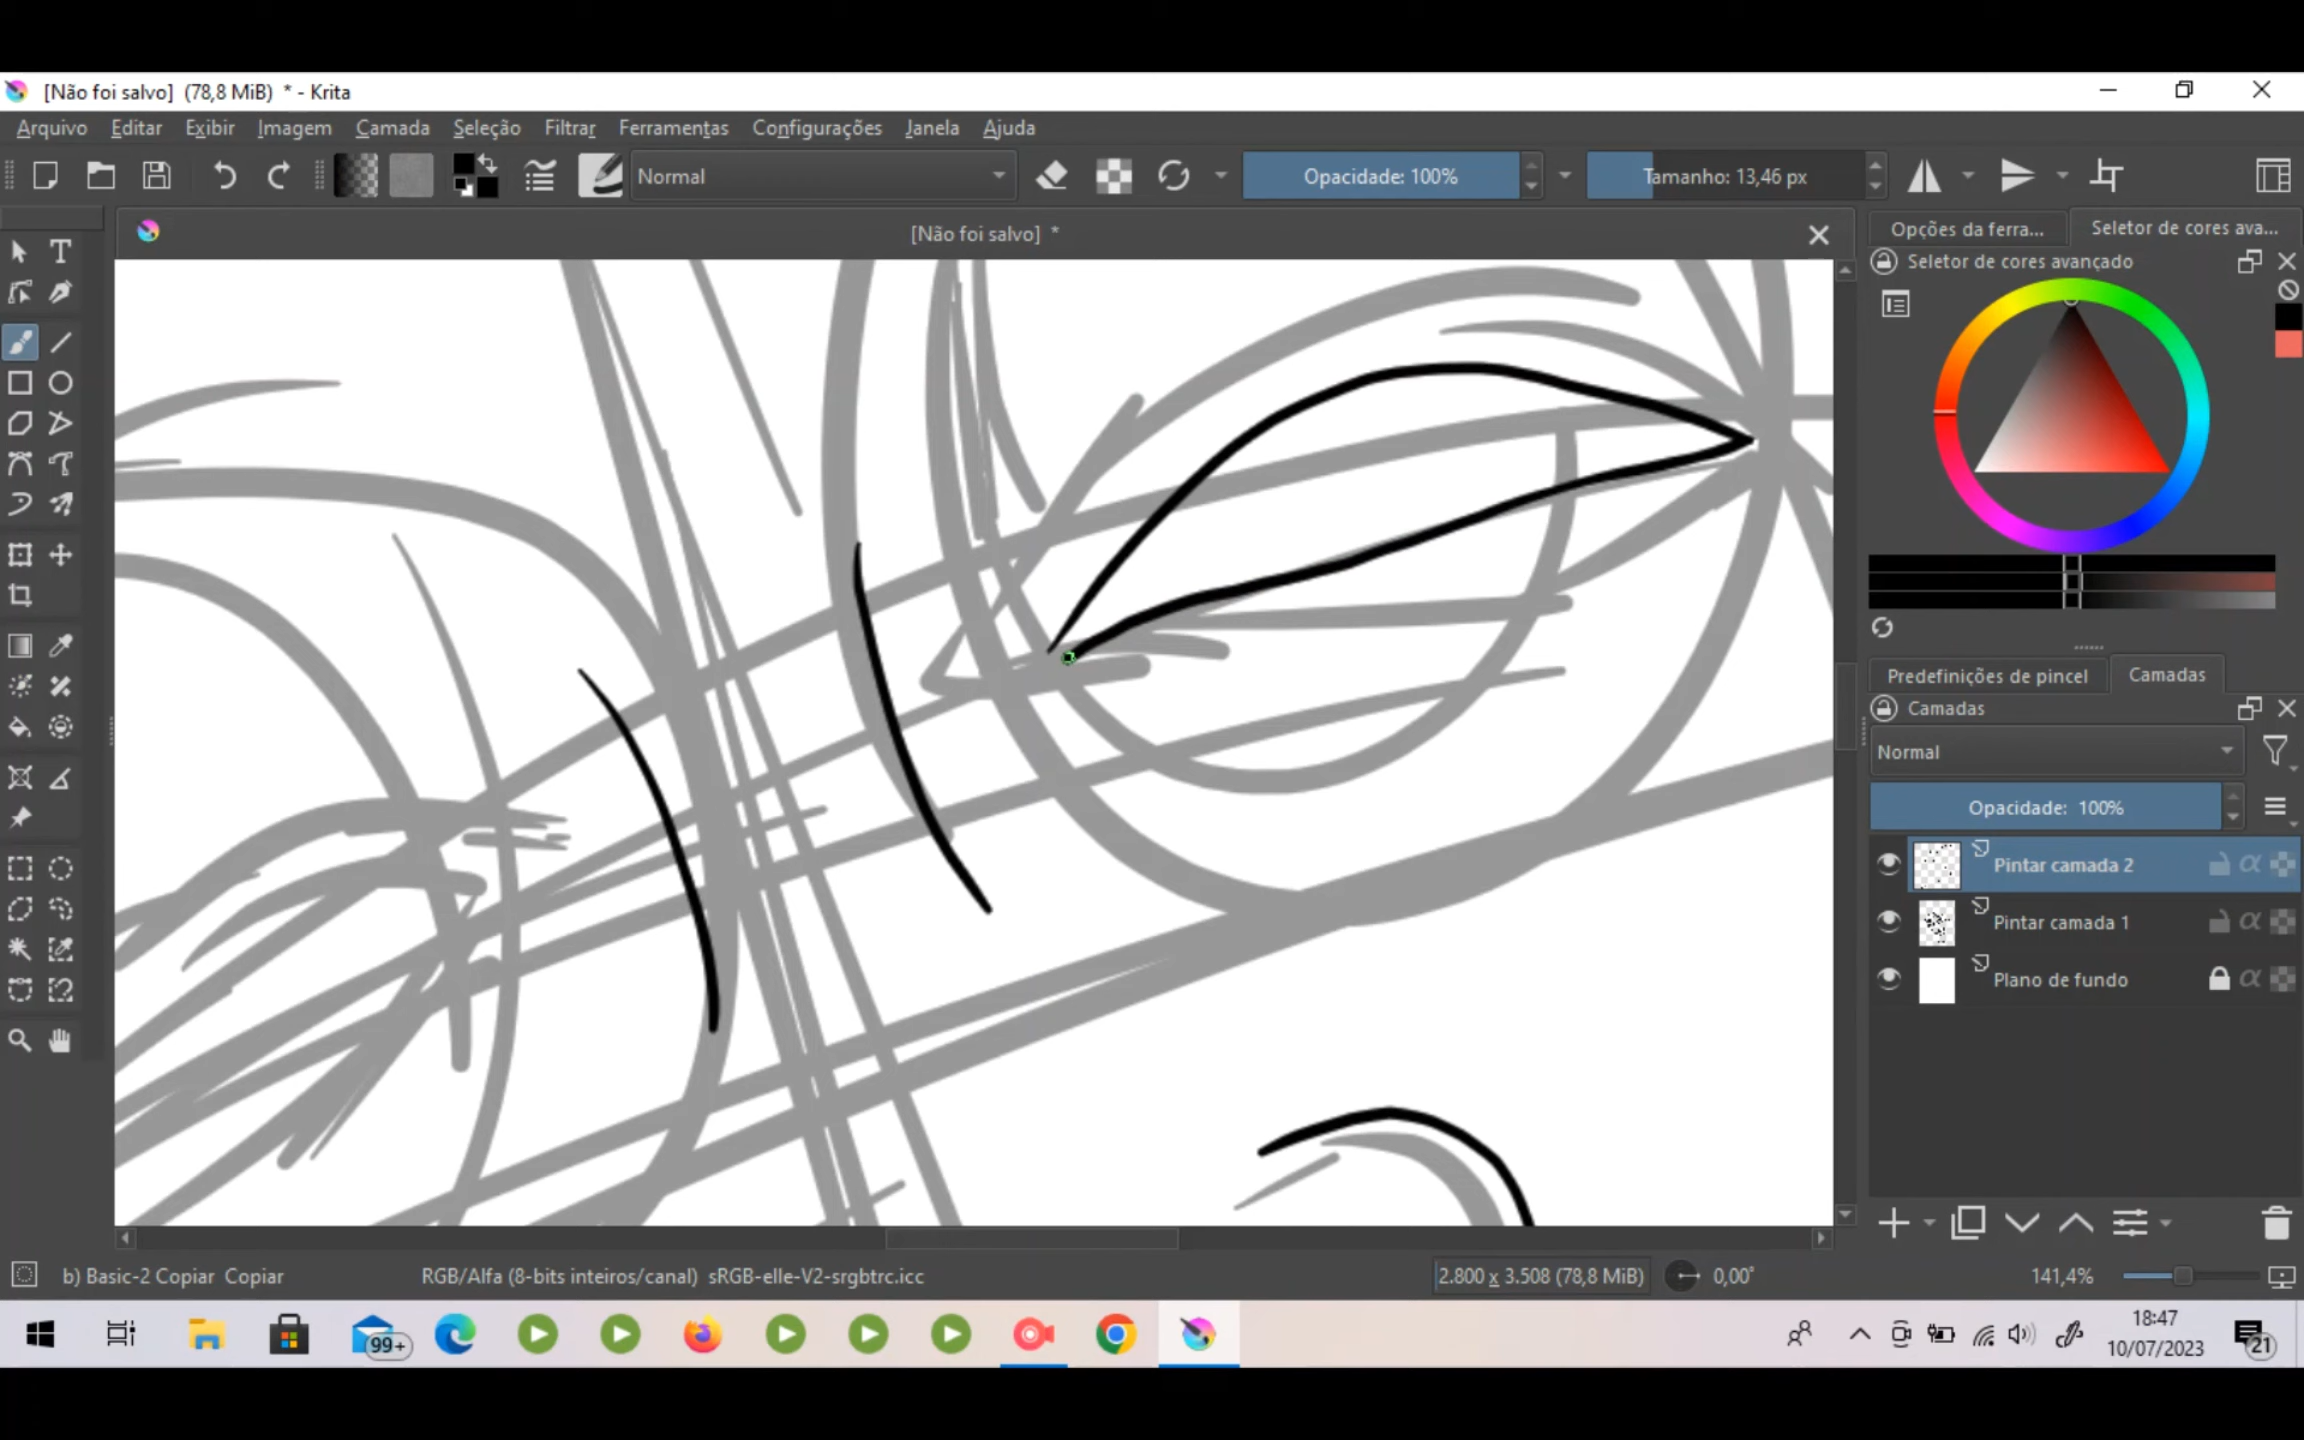 [Não foi salvo] (78,8 MiB) * - Krita
Arquivo Editar Exibir Imagem Camada Seleção Filtrar Ferramentas Configurações Janela Ajuda
Normal
Opacidade: 100%
Tamanho: 13,46 px
[Não foi salvo] *
Opções da ferra...
Seletor de cores ava...
Seletor de cores avançado
Predefinições de pincel
Camadas
Camadas
Normal
Opacidade: 100%
Pintar camada 2
Pintar camada 1
Plano de fundo
b) Basic-2 Copiar Copiar
RGB/Alfa (8-bits inteiros/canal) sRGB-elle-V2-srgbtrc.icc
2.800 x 3.508 (78,8 MiB)
0,00°
141,4%
99+
18:47
10/07/2023
21